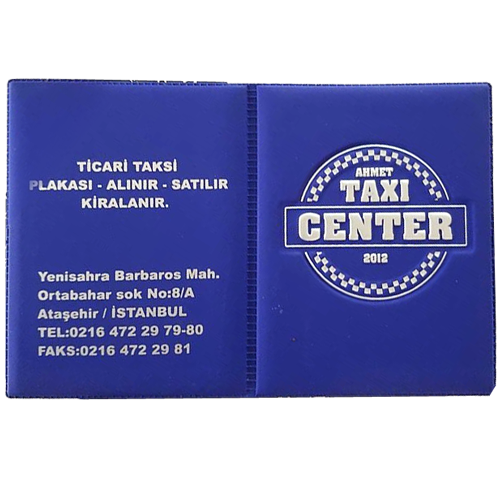 TİCARİ TAKSİ
PLAKASI - ALINIR - SATILIR
KİRALANIR.
Yenisahra Barbaros Mah.
Ortabahar sok No:8/A
Ataşehir / İSTANBUL
TEL:0216 472 29 79-80
FAKS:0216 472 29 81
AHMET
TAXI
CENTER
2012